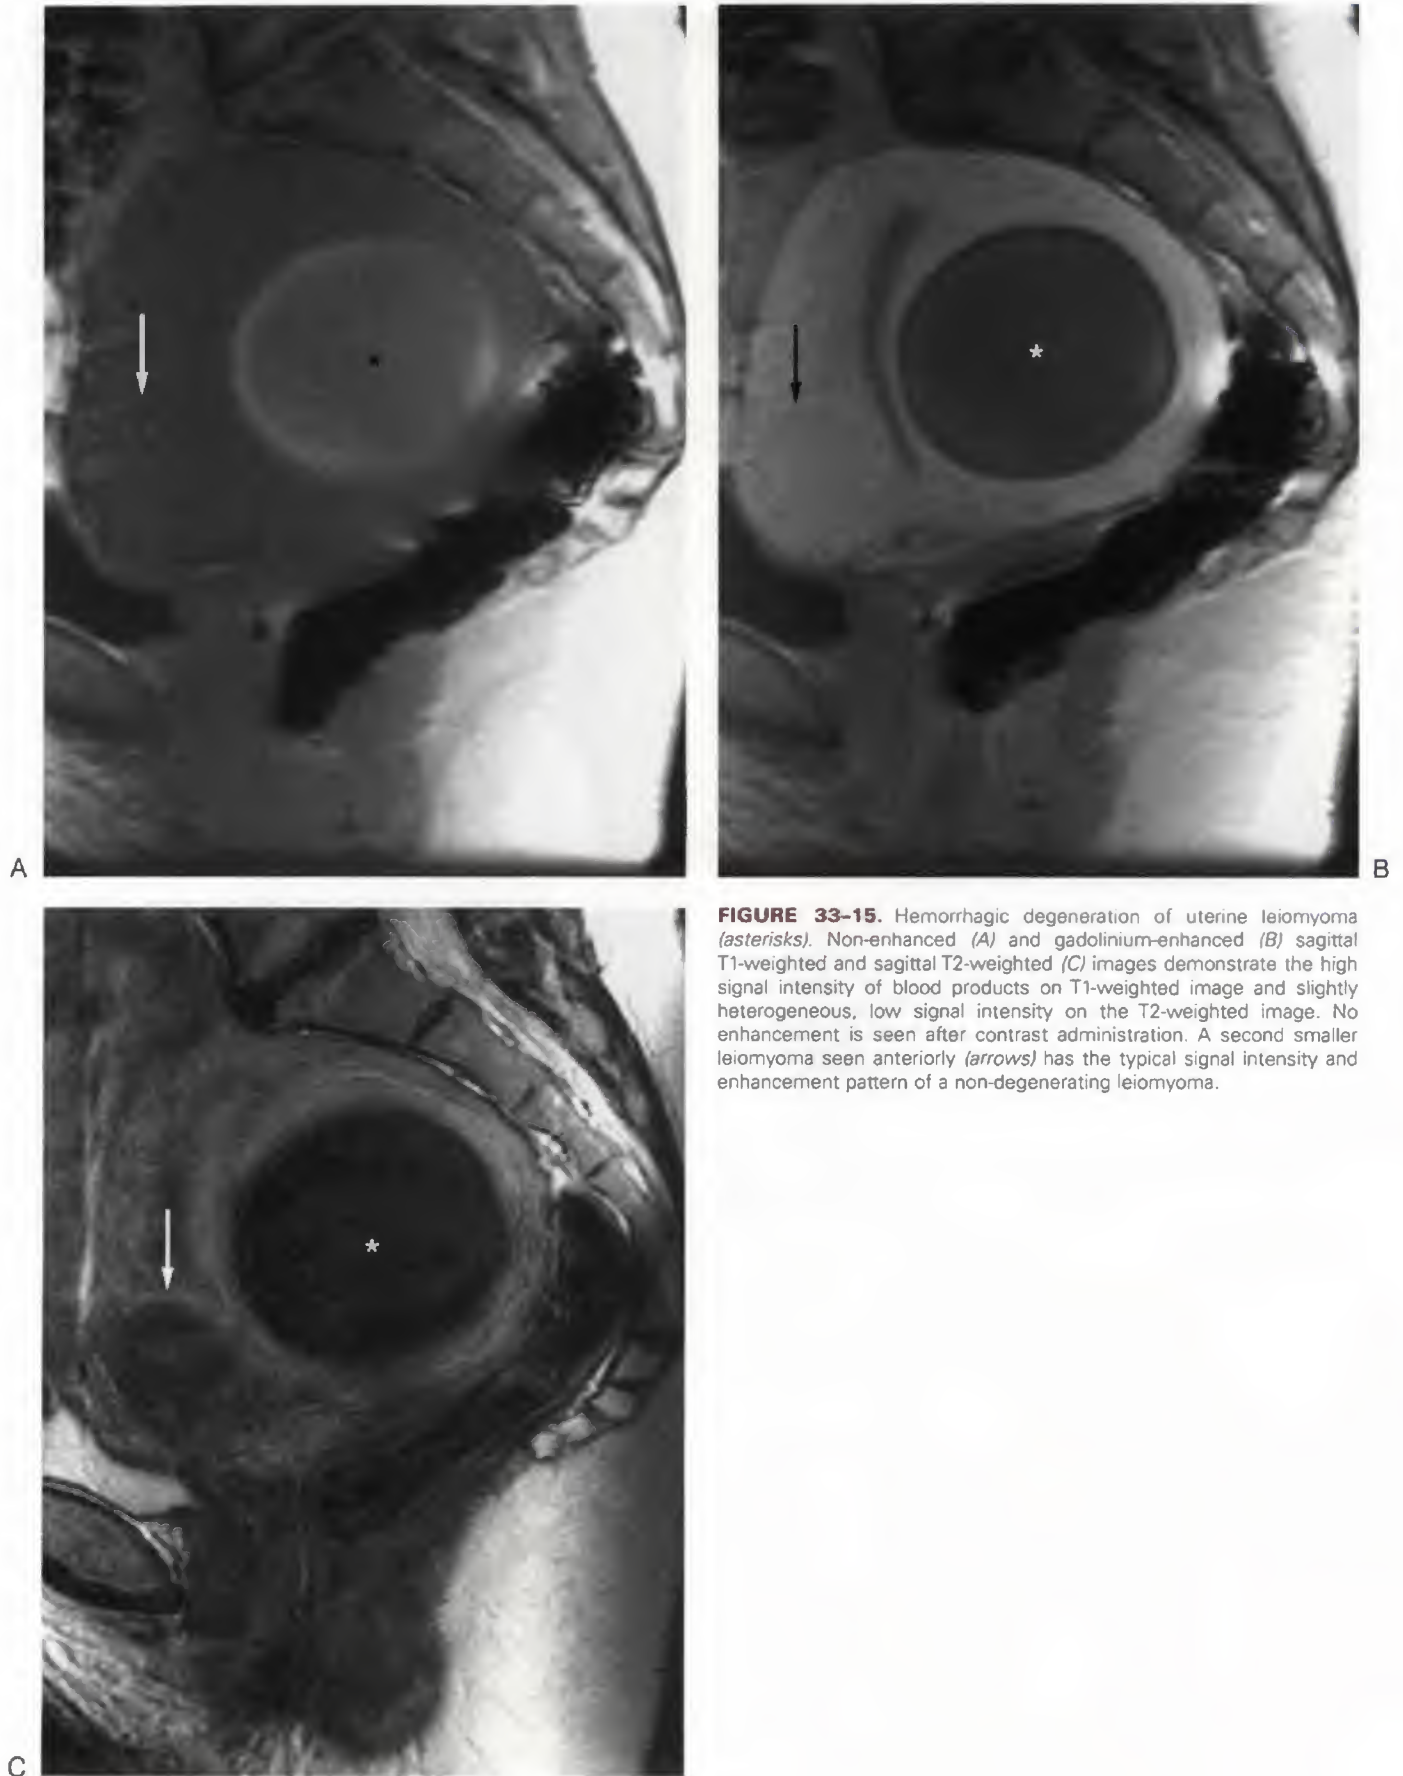 A
B
FIGURE 33–15. Hemorrhagic degeneration of uterine leiomyoma
(asterisks). Non-enhanced (A) and gadolinium-enhanced (B) sagittal
T1-weighted and sagittal T2-weighted (C) images demonstrate the high
signal intensity of blood products on T1-weighted image and slightly
heterogeneous, low signal intensity on the T2-weighted image. No
enhancement is seen after contrast administration. A second smaller
leiomyoma seen anteriorly (arrows) has the typical signal intensity and
enhancement pattern of a non-degenerating leiomyoma.
C